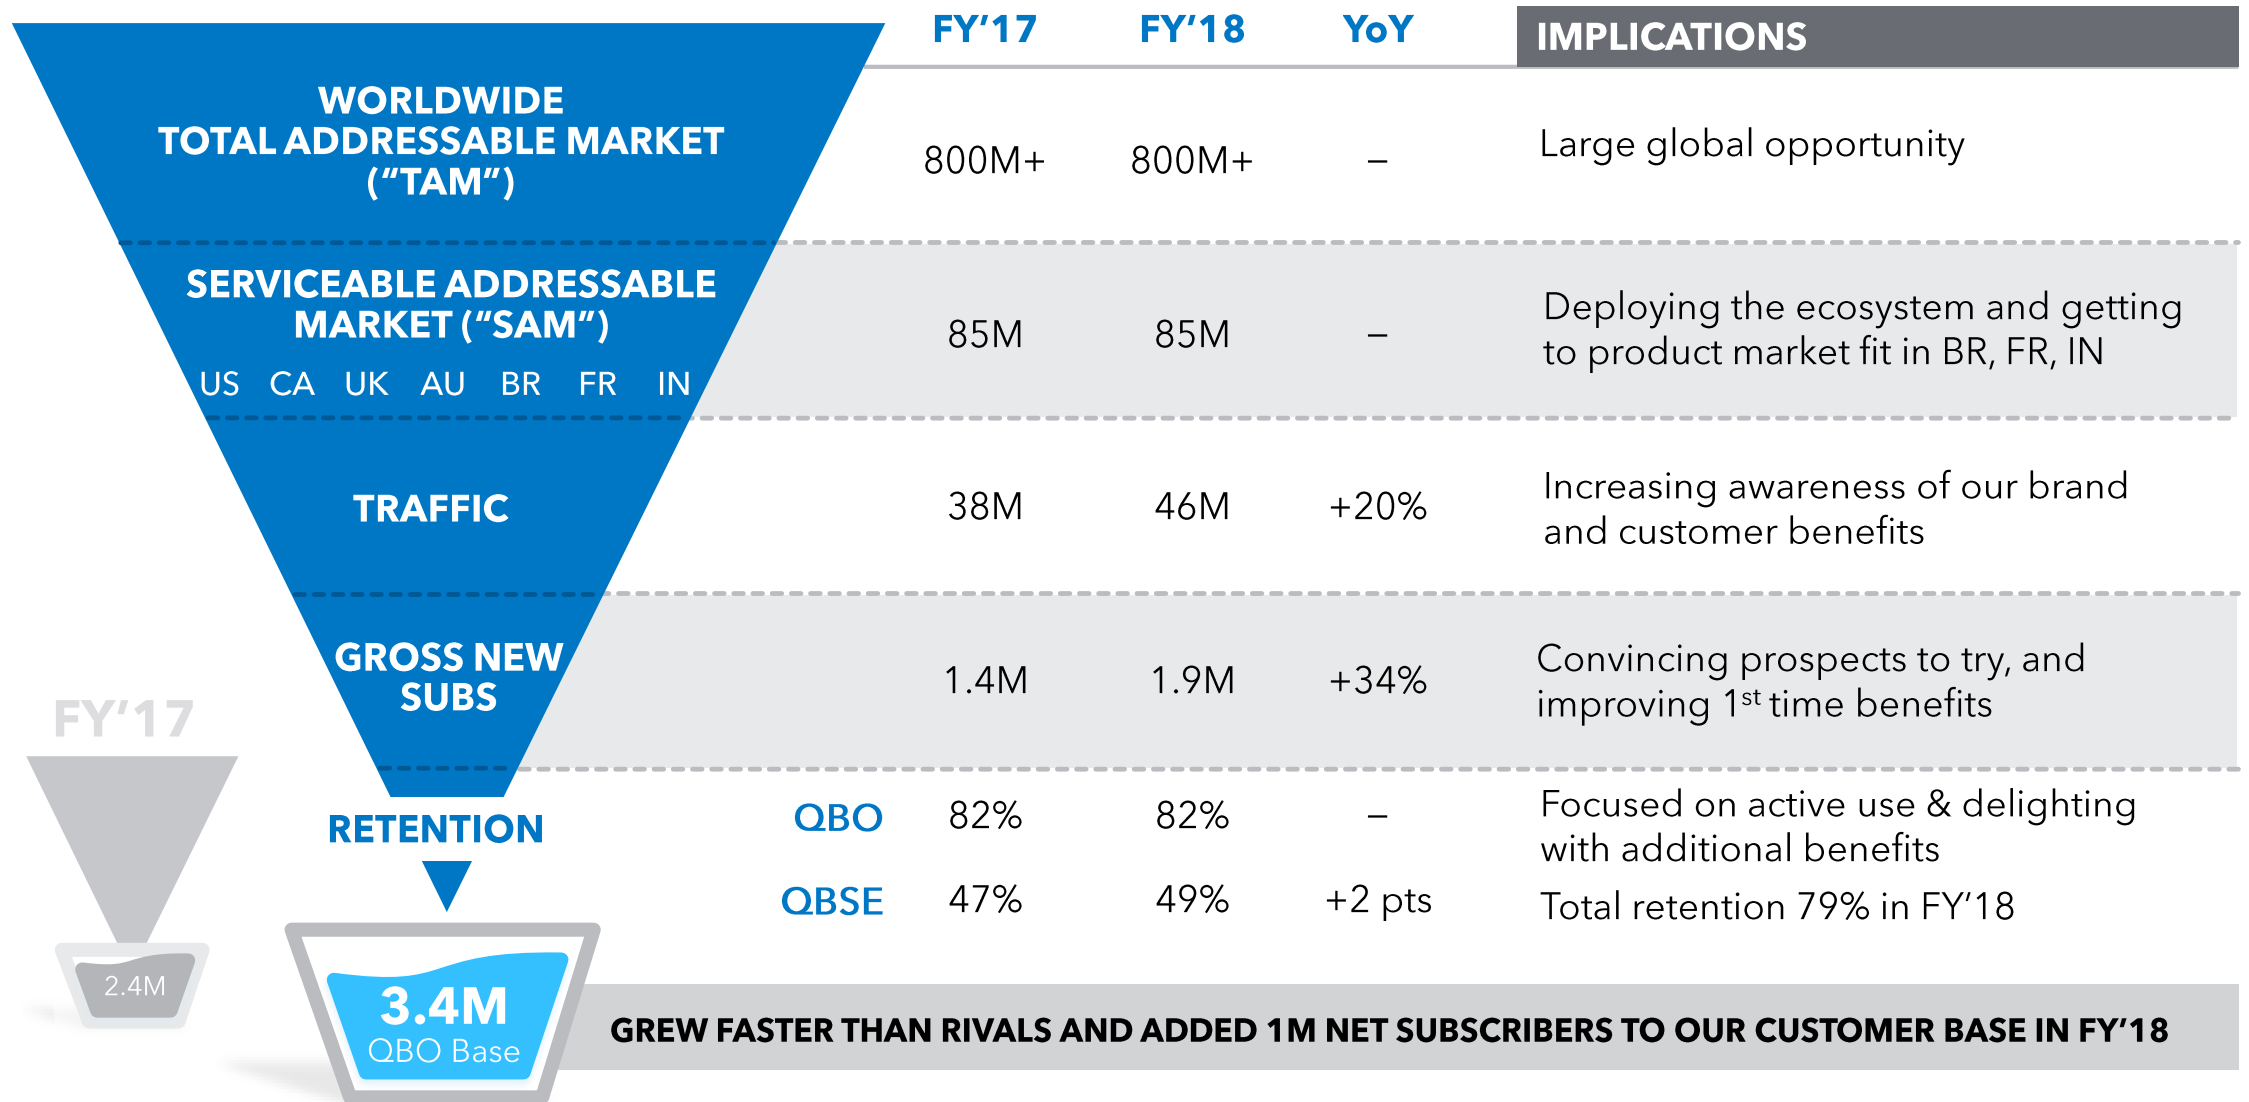 FY’17 FY’18 YoY IMPLICATIONS
WORLDWIDE
TOTAL ADDRESSABLE MARKET
(“TAM”)
800M+ 800M+ –
Large global opportunity
SERVICEABLE ADDRESSABLE
MARKET (“SAM”)
US CA UK AU BR FR IN
85M 85M –
Deploying the ecosystem and getting
to product market fit in BR, FR, IN
TRAFFIC
38M 46M +20%
Increasing awareness of our brand
and customer benefits
GROSS NEW
SUBS
1.4M 1.9M +34%
Convincing prospects to try, and
improving 1st time benefits
RETENTION
QBO 82% 82% –
Focused on active use & delighting
with additional benefits
QBSE 47% 49% +2 pts
Total retention 79% in FY’18
FY’17
2.4M
3.4M
QBO Base
GREW FASTER THAN RIVALS AND ADDED 1M NET SUBSCRIBERS TO OUR CUSTOMER BASE IN FY’18